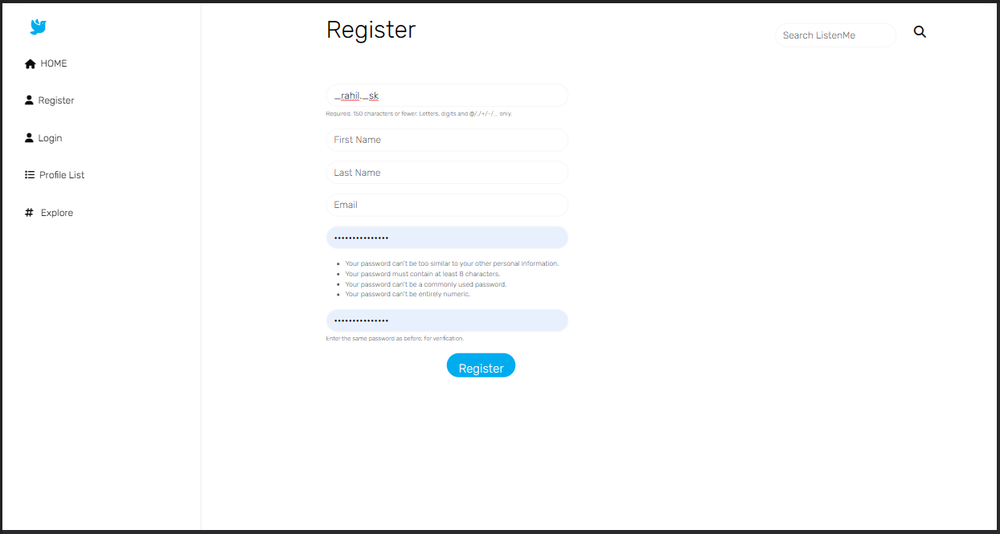 Register
Search ListenMe
HOME
Register
Login
Profile List
# Explore
_rahil._sk
Required. 150 characters or fewer. Letters, digits and @/./+/-/_ only.
First Name
Last Name
Email
•••••••••••••••
• Your password can't be too similar to your other personal information.
• Your password must contain at least 8 characters.
• Your password can't be a commonly used password.
• Your password can't be entirely numeric.
•••••••••••••••
Enter the same password as before, for verification.
Register